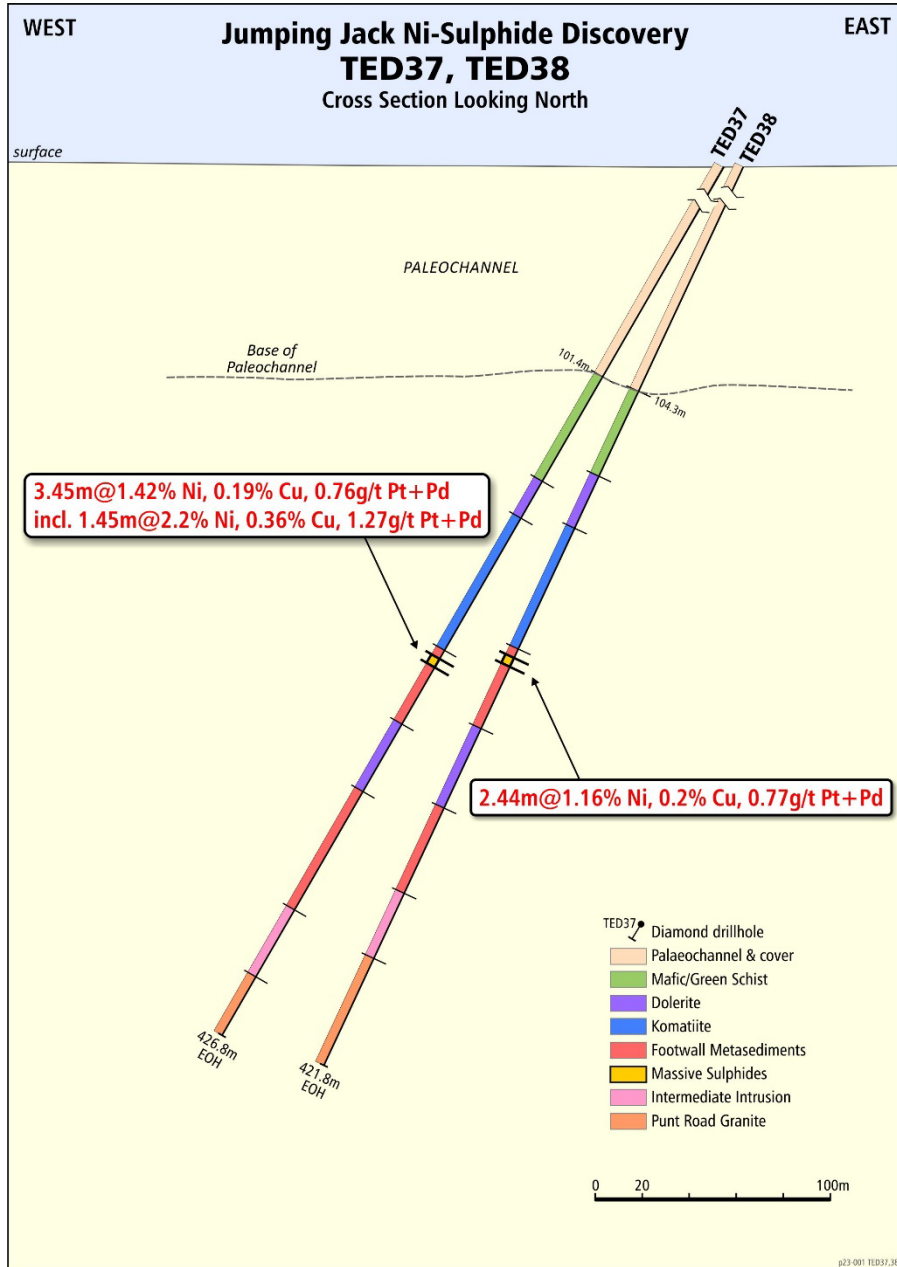 WEST
EAST
Jumping Jack Ni-Sulphide Discovery
TED37, TED38
Cross Section Looking North
surface
TED37
TED38
PALEOCHANNEL
Base of
Paleochannel
101.4m
104.3m
3.45m@1.42% Ni, 0.19% Cu, 0.76g/t Pt+Pd
incl. 1.45m@2.2% Ni, 0.36% Cu, 1.27g/t Pt+Pd
2.44m@1.16% Ni, 0.2% Cu, 0.77g/t Pt+Pd
426.8m
EOH
421.8m
EOH
TED37
Diamond drillhole
Palaeochannel & cover
Mafic/Green Schist
Dolerite
Komatiite
Footwall Metasediments
Massive Sulphides
Intermediate Intrusion
Punt Road Granite
0 20 100m
p23-001 TED37,38